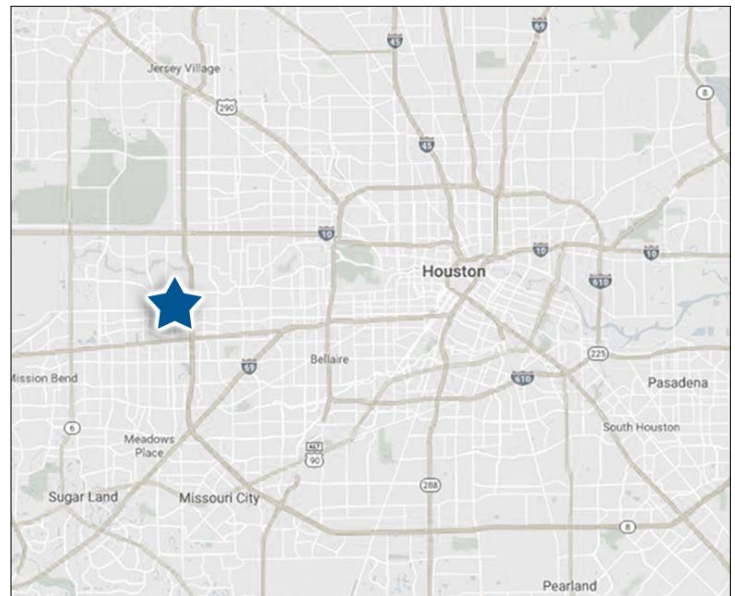 69
45
Jersey Village
8
290
45
10
10
10
Houston
610
225
Bellaire
69
610
Mission Bend
Pasadena
6
South Houston
Meadows
Place
ALT
90
288
Sugar Land
Missouri City
8
Pearland